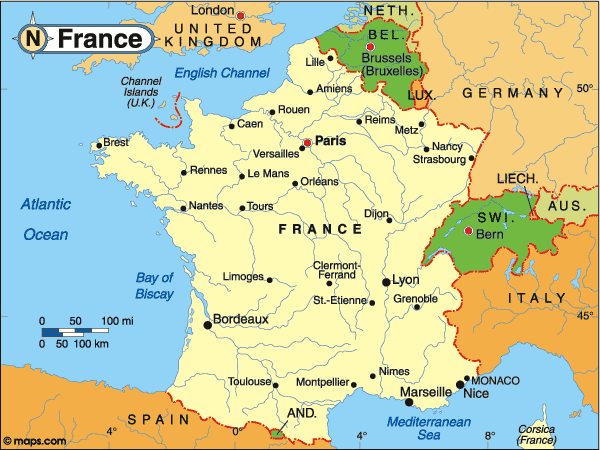 N France
London
UNITED
KINGDOM
NETH.
BEL.
Brussels
(Bruxelles)
LUX.
GERMANY
50°
English Channel
Channel
Islands
(U.K.)
Lille
Amiens
Rouen
Caen
Reims
Metz
Paris
Versailles
Nancy
Strasbourg
Brest
Rennes
Le Mans
Orléans
LIECH.
AUS.
Atlantic
Ocean
Nantes
Tours
FRANCE
Dijon
SWI.
Bern
Bay of
Biscay
Limoges
Clermont-
Ferrand
Lyon
St.-Etienne
Grenoble
ITALY
45°
0 50 100 mi
0 50 100 km
Bordeaux
Toulouse
Montpellier
Nimes
MONACO
Nice
Marseille
AND.
SPAIN
Mediterranean
Sea
Corsica
(France)
4°
0°
4°
8°
© maps.com